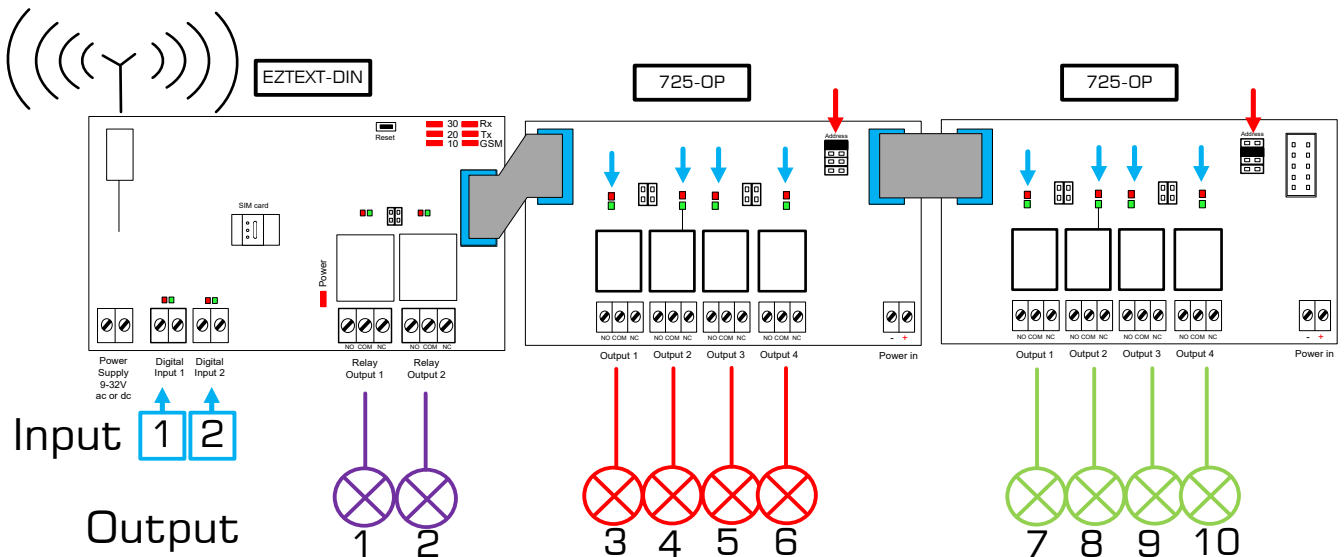 EZTEXT-DIN
725-OP
725-OP
Reset
30 Rx
20 Tx
10 GSM
Address
Address
SIM card
Power
NO COM NC
NO COM NC
NO COM NC
NO COM NC
NO COM NC
NO COM NC
NO COM NC
NO COM NC
NO COM NC
NO COM NC
- +
- +
Power
Supply
9-32V
ac or dc
Digital
Input 1
Digital
Input 2
Relay
Output 1
Relay
Output 2
Output 1
Output 2
Output 3
Output 4
Power in
Output 1
Output 2
Output 3
Output 4
Power in
Input 1 2
Output
1 2 3 4 5 6 7 8 9 10